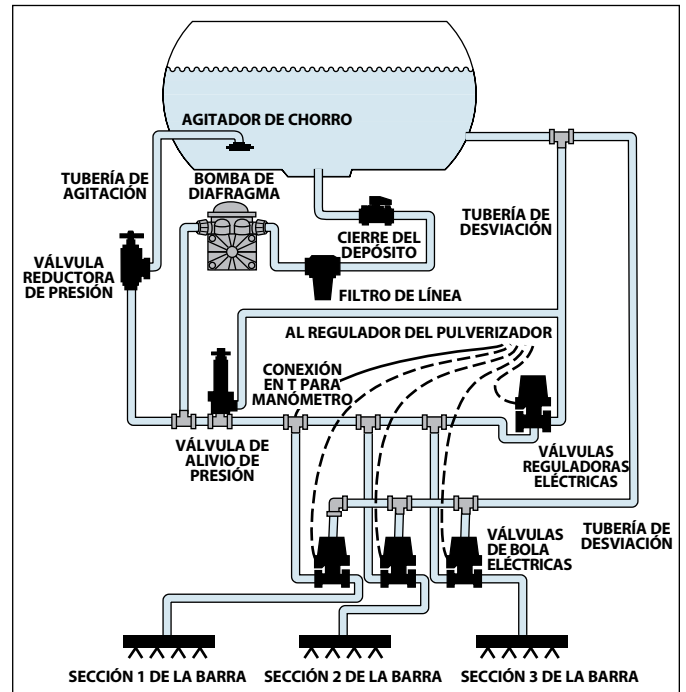 AGITADOR DE CHORRO
TUBERÍA DE
AGITACIÓN
BOMBA DE
DIAFRAGMA
TUBERÍA DE
DESVIACIÓN
CIERRE DEL
DEPÓSITO
VÁLVULA
REDUCTORA
DE PRESIÓN
FILTRO DE LÍNEA
AL REGULADOR DEL PULVERIZADOR
CONEXIÓN
EN T PARA
MANÓMETRO
VÁLVULA DE
ALIVIO DE
PRESIÓN
VÁLVULAS
REGULADORAS
ELÉCTRICAS
VÁLVULAS
DE BOLA
ELÉCTRICAS
TUBERÍA DE
DESVIACIÓN
SECCIÓN 1 DE LA BARRA
SECCIÓN 2 DE LA BARRA
SECCIÓN 3 DE LA BARRA